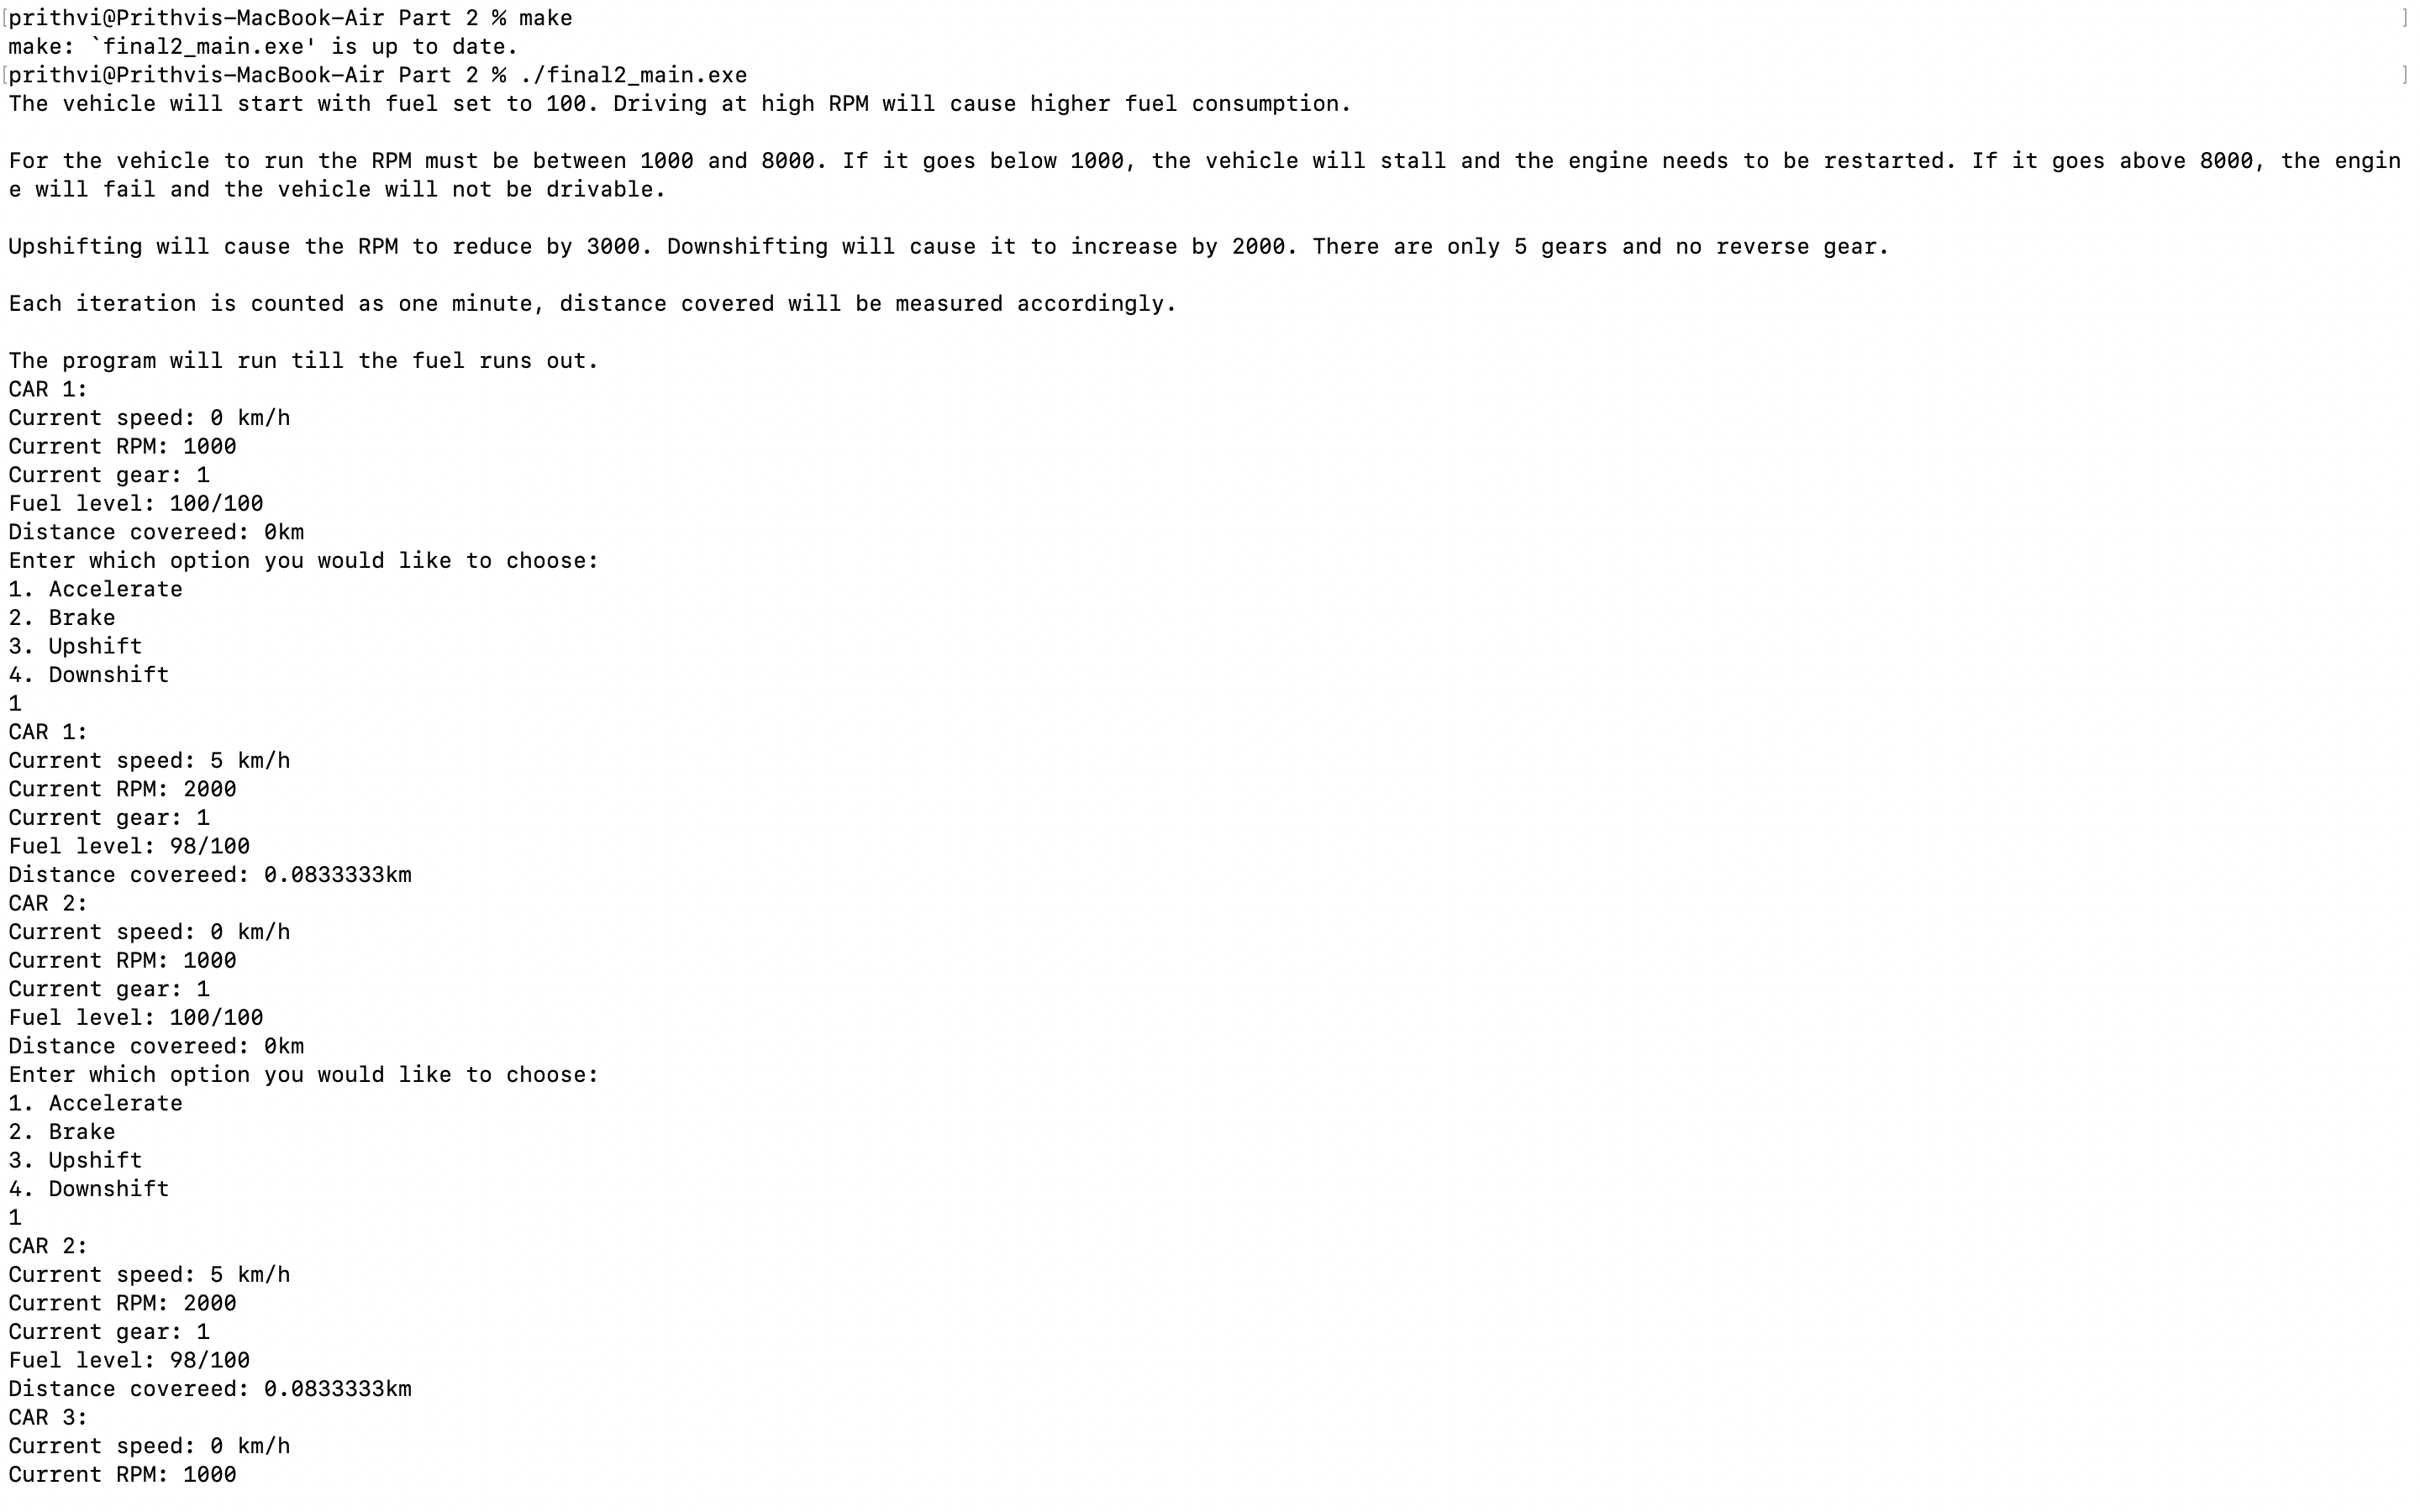 [prithvi@Prithvis-MacBook-Air Part 2 % make ]
make: `final2_main.exe' is up to date.
[prithvi@Prithvis-MacBook-Air Part 2 % ./final2_main.exe ]
The vehicle will start with fuel set to 100. Driving at high RPM will cause higher fuel consumption.

For the vehicle to run the RPM must be between 1000 and 8000. If it goes below 1000, the vehicle will stall and the engine needs to be restarted. If it goes above 8000, the engin
e will fail and the vehicle will not be drivable.

Upshifting will cause the RPM to reduce by 3000. Downshifting will cause it to increase by 2000. There are only 5 gears and no reverse gear.

Each iteration is counted as one minute, distance covered will be measured accordingly.

The program will run till the fuel runs out.
CAR 1:
Current speed: 0 km/h
Current RPM: 1000
Current gear: 1
Fuel level: 100/100
Distance covereed: 0km
Enter which option you would like to choose:
1. Accelerate
2. Brake
3. Upshift
4. Downshift
1
CAR 1:
Current speed: 5 km/h
Current RPM: 2000
Current gear: 1
Fuel level: 98/100
Distance covereed: 0.0833333km
CAR 2:
Current speed: 0 km/h
Current RPM: 1000
Current gear: 1
Fuel level: 100/100
Distance covereed: 0km
Enter which option you would like to choose:
1. Accelerate
2. Brake
3. Upshift
4. Downshift
1
CAR 2:
Current speed: 5 km/h
Current RPM: 2000
Current gear: 1
Fuel level: 98/100
Distance covereed: 0.0833333km
CAR 3:
Current speed: 0 km/h
Current RPM: 1000